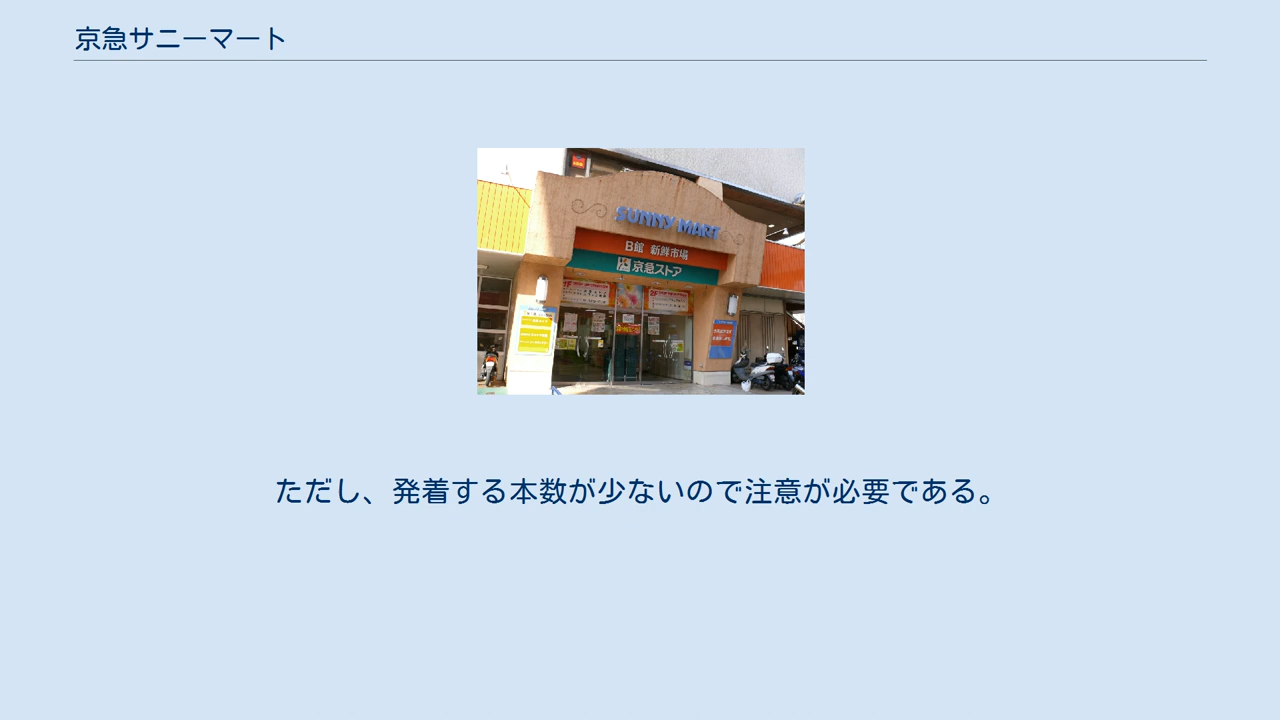 京急サニーマート
SUNNY MART
B館 新鮮市場
京急ストア
1F
2F
ただし、発着する本数が少ないので注意が必要である。